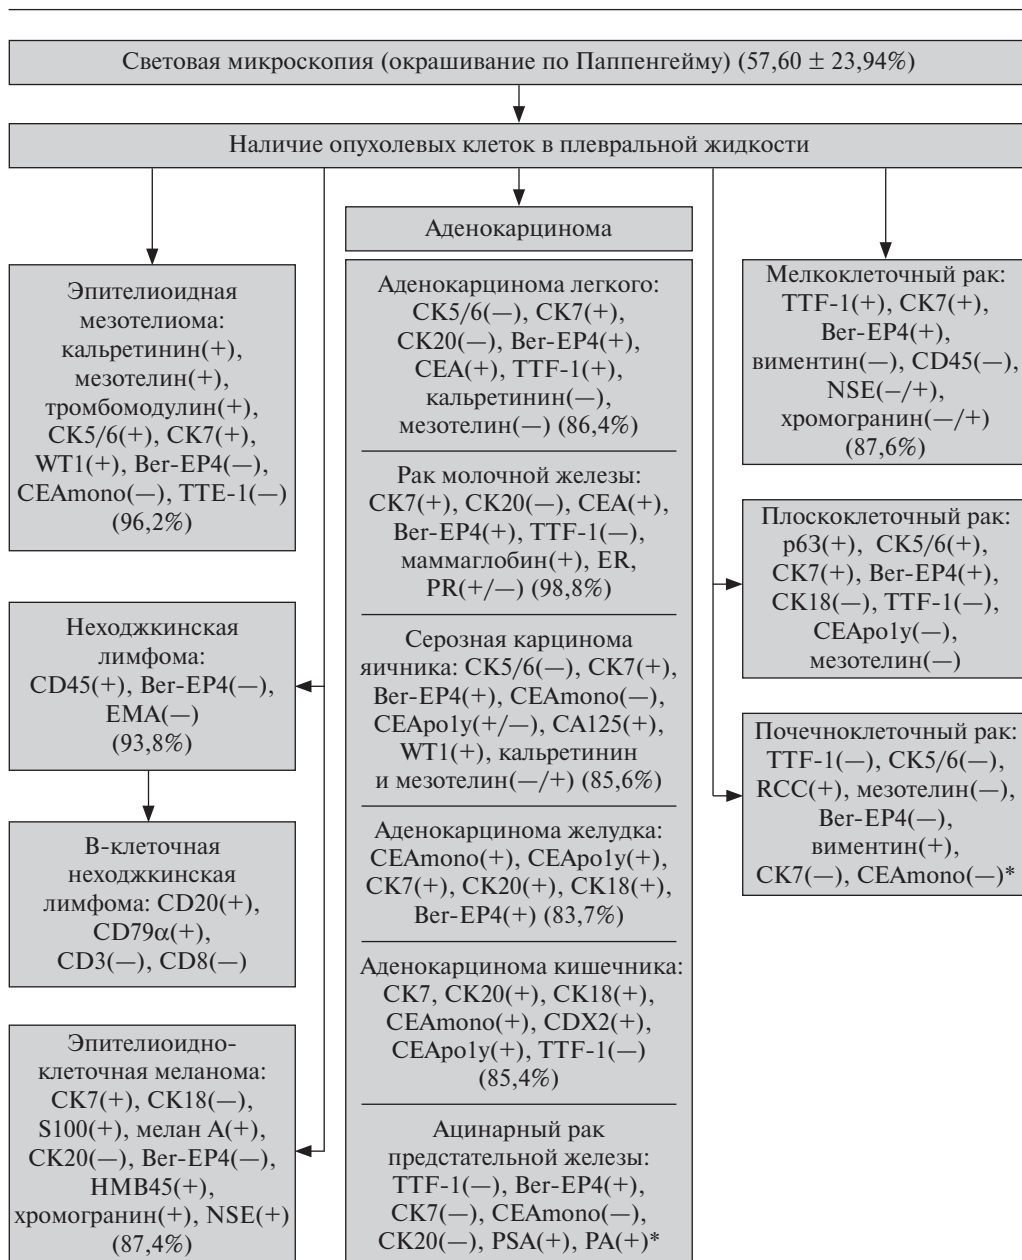 Световая микроскопия (окрашивание по Паппенгейму) (57,60 ± 23,94%)
Наличие опухолевых клеток в плевральной жидкости
Эпителиоидная
мезотелиома:
кальретинин(+),
мезотелин(+),
тромбомодулин(+),
CK5/6(+), CK7(+),
WT1(+), Ber-EP4(—),
CEAmono(—), TTE-1(—)
(96,2%)
Неходжкинская
лимфома:
CD45(+), Ber-EP4(—),
EMA(—)
(93,8%)
В-клеточная
неходжкинская
лимфома: CD20(+),
CD79α(+),
CD3(—), CD8(—)
Эпителиоидно-
клеточная меланома:
CK7(+), CK18(—),
S100(+), мелан А(+),
CK20(—), Ber-EP4(—),
HMB45(+),
хромогранин(+), NSE(+)
(87,4%)
Аденокарцинома
Аденокарцинома легкого:
CK5/6(—), CK7(+),
CK20(—), Ber-EP4(+),
CEA(+), TTF-1(+),
кальретинин(—),
мезотелин(—) (86,4%)
Рак молочной железы:
CK7(+), CK20(—), CEA(+),
Ber-EP4(+), TTF-1(—),
маммаглобин(+), ER,
PR(+/—) (98,8%)
Серозная карцинома
яичника: CK5/6(—), CK7(+),
Ber-EP4(+), CEAmono(—),
CEApo1y(+/—), CA125(+),
WT1(+), кальретинин
и мезотелин(—/+) (85,6%)
Аденокарцинома желудка:
CEAmono(+), CEApo1y(+),
CK7(+), CK20(+), CK18(+),
Ber-EP4(+) (83,7%)
Аденокарцинома кишечника:
CK7, CK20(+), CK18(+),
CEAmono(+), CDX2(+),
CEApo1y(+), TTF-1(—)
(85,4%)
Ацинарный рак
предстательной железы:
TTF-1(—), Ber-EP4(+),
CK7(—), CEAmono(—),
CK20(—), PSA(+), PA(+)*
Мелкоклеточный рак:
TTF-1(+), CK7(+),
Ber-EP4(+),
виментин(—), CD45(—),
NSE(—/+),
хромогранин(—/+)
(87,6%)
Плоскоклеточный рак:
p63(+), CK5/6(+),
CK7(+), Ber-EP4(+),
CK18(—), TTF-1(—),
CEApo1y(—),
мезотелин(—)
Почечноклеточный рак:
TTF-1(—), CK5/6(—),
RCC(+), мезотелин(—),
Ber-EP4(—),
виментин(+),
CK7(—), CEAmono(—)*